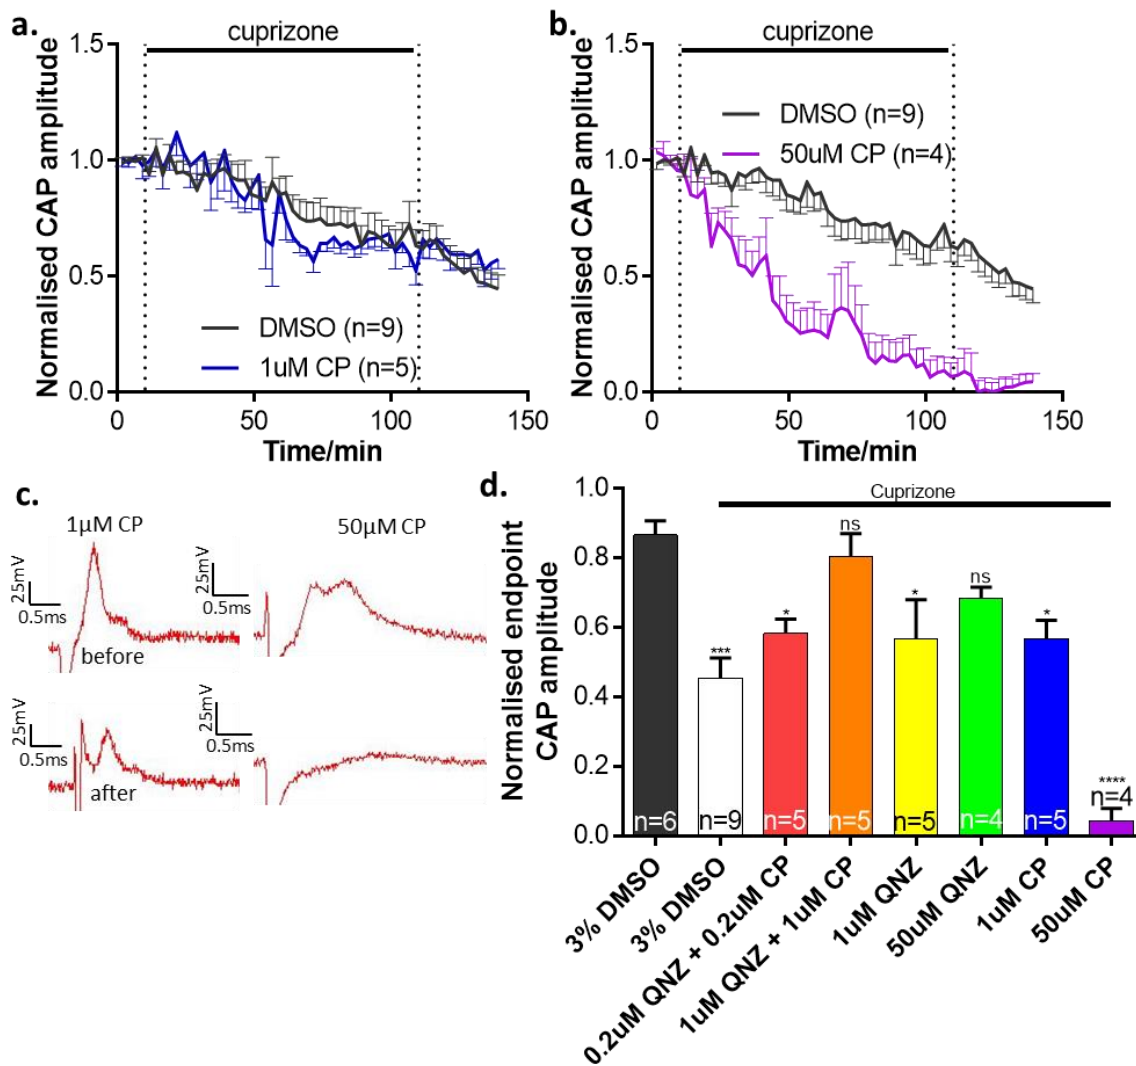 a.
cuprizone
Normalised CAP amplitude
1.5
1.0
0.5
0.0
DMSO (n=9)
1uM CP (n=5)
0
50
100
150
Time/min
b.
cuprizone
Normalised CAP amplitude
1.5
1.0
0.5
0.0
DMSO (n=9)
50uM CP (n=4)
0
50
100
150
Time/min
c.
1µM CP
50µM CP
25mV
0.5ms
before
25mV
0.5ms
25mV
0.5ms
after
25mV
0.5ms
d.
Cuprizone
Normalised endpoint
CAP amplitude
1.0
0.8
0.6
0.4
0.2
0.0
***
*
ns
*
ns
*
****
n=6
n=9
n=5
n=5
n=5
n=4
n=5
n=4
3% DMSO
3% DMSO
0.2uM QNZ + 0.2uM CP
1uM QNZ + 1uM CP
1uM QNZ
50uM QNZ
1uM CP
50uM CP